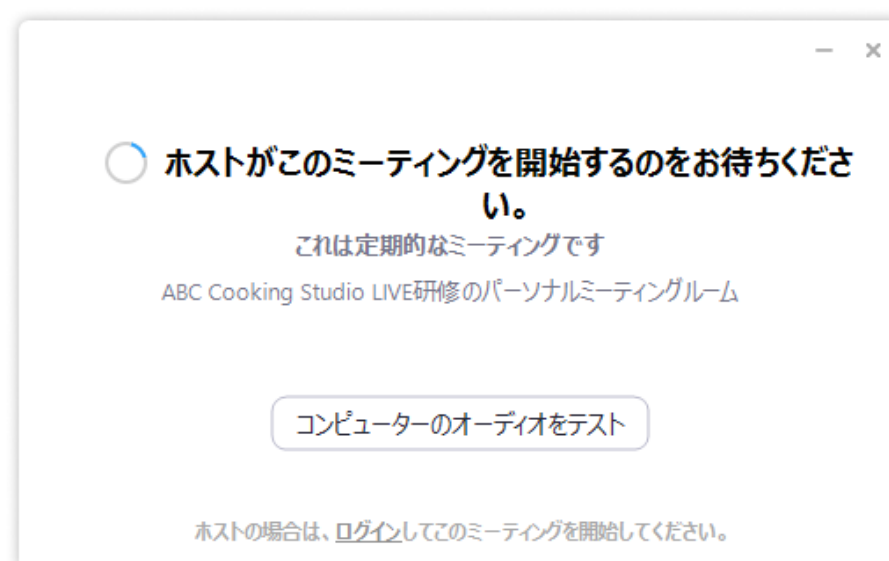 ホストがこのミーティングを開始するのをお待ちくださ
い。
これは定期的なミーティングです
ABC Cooking Studio LIVE研修のパーソナルミーティングルーム
コンピューターのオーディオをテスト
ホストの場合は、ログインしてこのミーティングを開始してください。